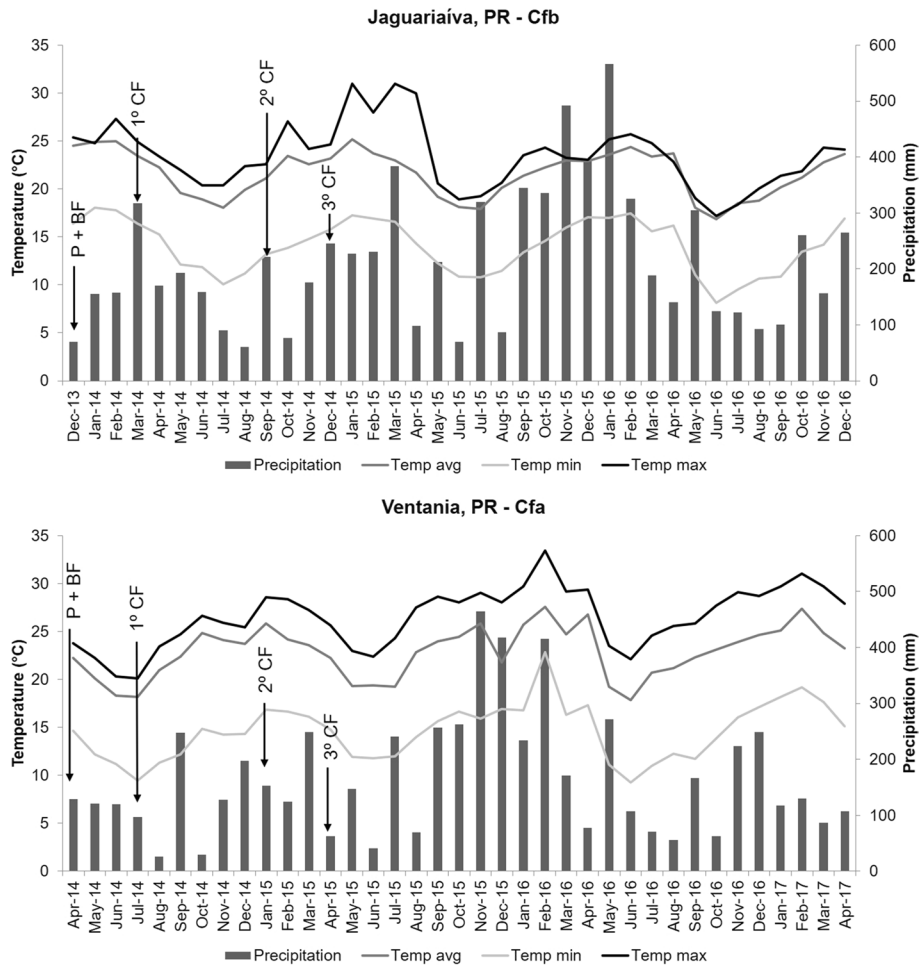 Jaguariaíva, PR - Cfb
35
30
25
20
15
10
5
0
Temperature (°C)
600
500
400
300
200
100
0
Precipitation (mm)
P + BF
1º CF
2º CF
3º CF
Dec-13
Jan-14
Feb-14
Mar-14
Apr-14
May-14
Jun-14
Jul-14
Aug-14
Sep-14
Oct-14
Nov-14
Dec-14
Jan-15
Feb-15
Mar-15
Apr-15
May-15
Jun-15
Jul-15
Aug-15
Sep-15
Oct-15
Nov-15
Dec-15
Jan-16
Feb-16
Mar-16
Apr-16
May-16
Jun-16
Jul-16
Aug-16
Sep-16
Oct-16
Nov-16
Dec-16
Precipitation Temp avg Temp min Temp max
Ventania, PR - Cfa
35
30
25
20
15
10
5
0
Temperature (°C)
600
500
400
300
200
100
0
Precipitation (mm)
P + BF
1º CF
2º CF
3º CF
Apr-14
May-14
Jun-14
Jul-14
Aug-14
Sep-14
Oct-14
Nov-14
Dec-14
Jan-15
Feb-15
Mar-15
Apr-15
May-15
Jun-15
Jul-15
Aug-15
Sep-15
Oct-15
Nov-15
Dec-15
Jan-16
Feb-16
Mar-16
Apr-16
May-16
Jun-16
Jul-16
Aug-16
Sep-16
Oct-16
Nov-16
Dec-16
Jan-17
Feb-17
Mar-17
Apr-17
Precipitation Temp avg Temp min Temp max